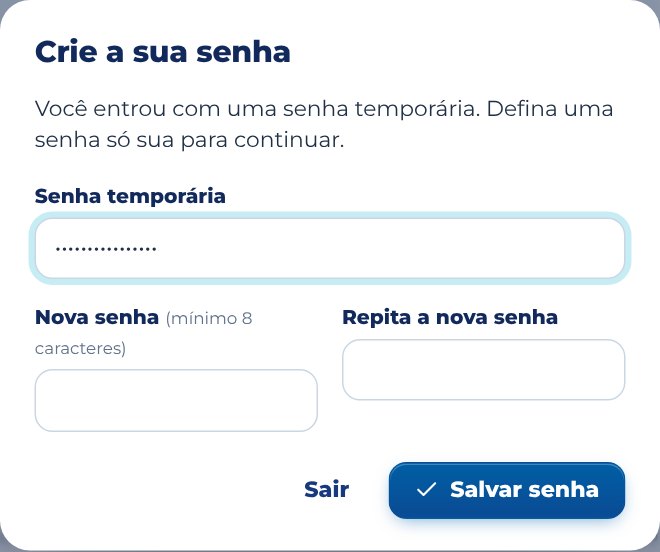 Crie a sua senha
Você entrou com uma senha temporária. Defina uma
senha só sua para continuar.
Senha temporária
••••••••••••••••
Nova senha (mínimo 8
caracteres)
Repita a nova senha
Sair
Salvar senha